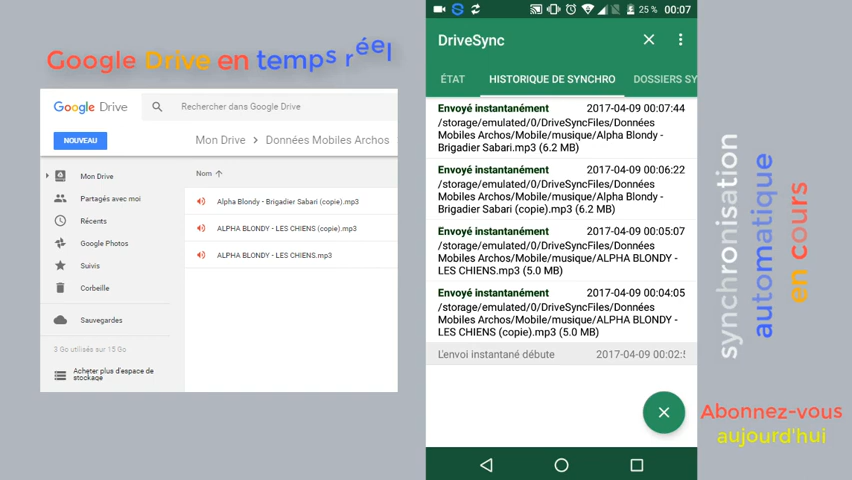 Google Drive en temps réel
Google Drive
Rechercher dans Google Drive
NOUVEAU
Mon Drive > Données Mobiles Archos
Mon Drive
Partagés avec moi
Récents
Google Photos
Suivis
Corbeille
Sauvegardes
3 Go utilisés sur 15 Go
Acheter plus d'espace de
stockage
Nom ↑
Alpha Blondy - Brigadier Sabari (copie).mp3
ALPHA BLONDY - LES CHIENS (copie).mp3
ALPHA BLONDY - LES CHIENS.mp3
25 % 00:07
DriveSync
ÉTAT HISTORIQUE DE SYNCHRO DOSSIERS SY
Envoyé instantanément 2017-04-09 00:07:44
/storage/emulated/0/DriveSyncFiles/Données
Mobiles Archos/Mobile/musique/Alpha Blondy -
Brigadier Sabari.mp3 (6.2 MB)
Envoyé instantanément 2017-04-09 00:06:22
/storage/emulated/0/DriveSyncFiles/Données
Mobiles Archos/Mobile/musique/Alpha Blondy -
Brigadier Sabari (copie).mp3 (6.2 MB)
Envoyé instantanément 2017-04-09 00:05:07
/storage/emulated/0/DriveSyncFiles/Données
Mobiles Archos/Mobile/musique/ALPHA BLONDY -
LES CHIENS.mp3 (5.0 MB)
Envoyé instantanément 2017-04-09 00:04:05
/storage/emulated/0/DriveSyncFiles/Données
Mobiles Archos/Mobile/musique/ALPHA BLONDY -
LES CHIENS (copie).mp3 (5.0 MB)
L'envoi instantané débute 2017-04-09 00:02:
synchronisation
automatique
en cours
Abonnez-vous
aujourd'hui